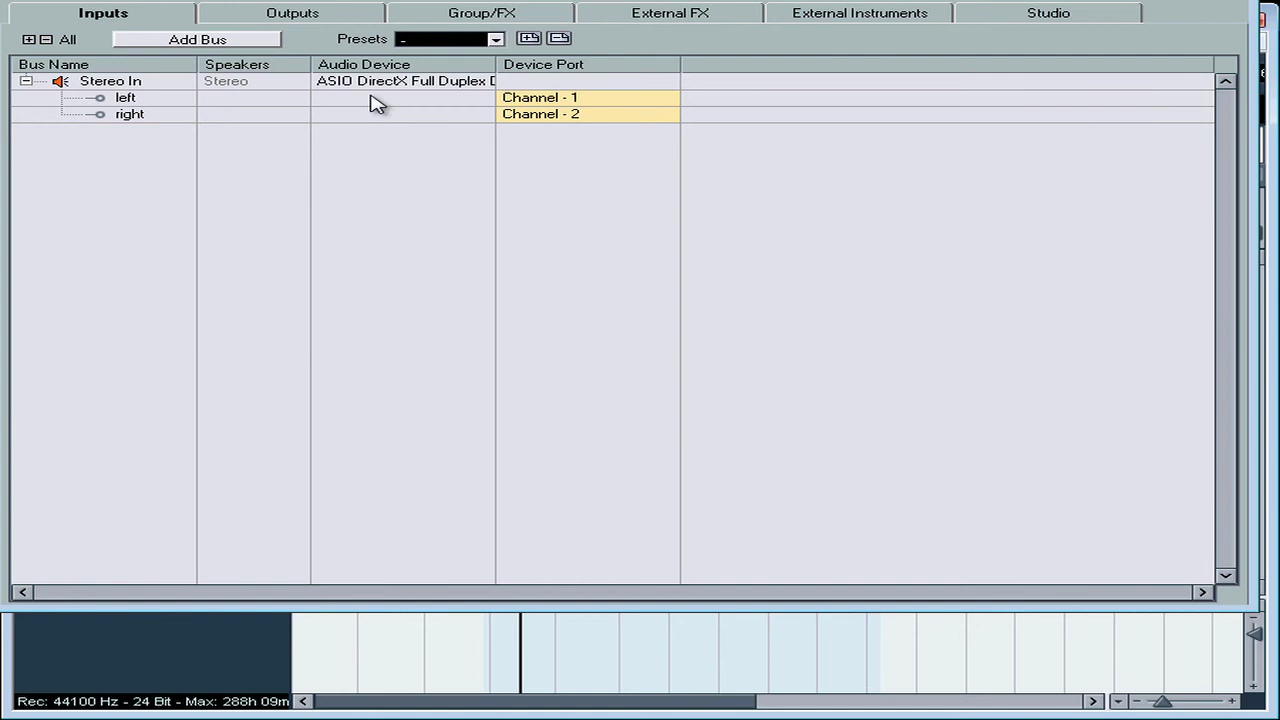 Inputs Outputs Group/FX External FX External Instruments Studio
All Add Bus Presets -
Bus Name Speakers Audio Device Device Port
Stereo In Stereo ASIO DirectX Full Duplex D
left Channel - 1
right Channel - 2
Rec: 44100 Hz - 24 Bit - Max: 288h 09m